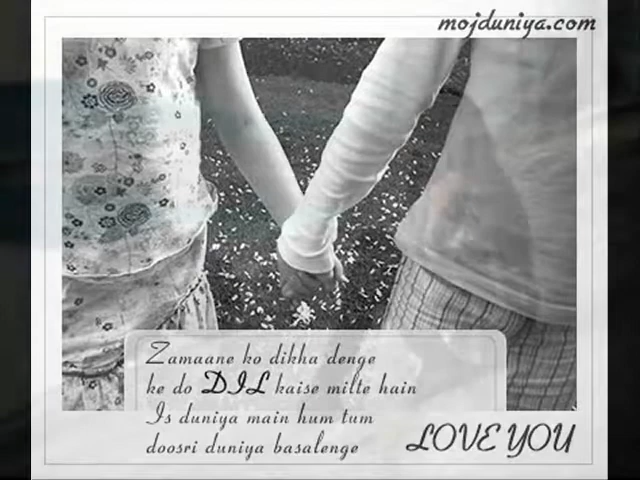 mojduniya.com
Zamaane ko dikha denge
ke do DIL kaise milte hain
Is duniya main hum tum
doosri duniya basalenge
LOVE YOU